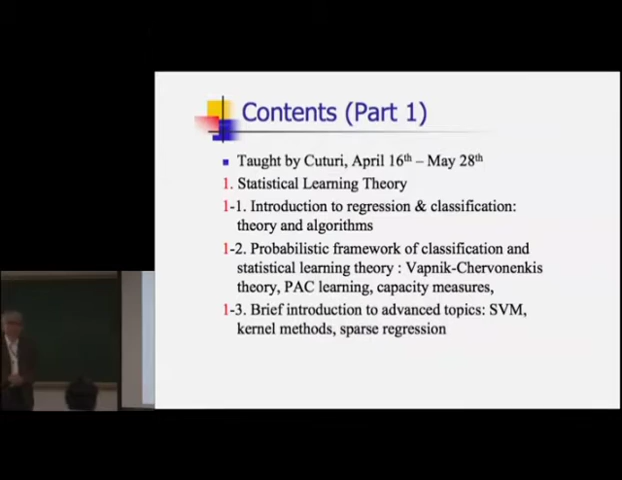 Contents (Part 1)
Taught by Cuturi, April 16th – May 28th
1. Statistical Learning Theory
1-1. Introduction to regression & classification:
theory and algorithms
1-2. Probabilistic framework of classification and
statistical learning theory : Vapnik-Chervonenkis
theory, PAC learning, capacity measures,
1-3. Brief introduction to advanced topics: SVM,
kernel methods, sparse regression